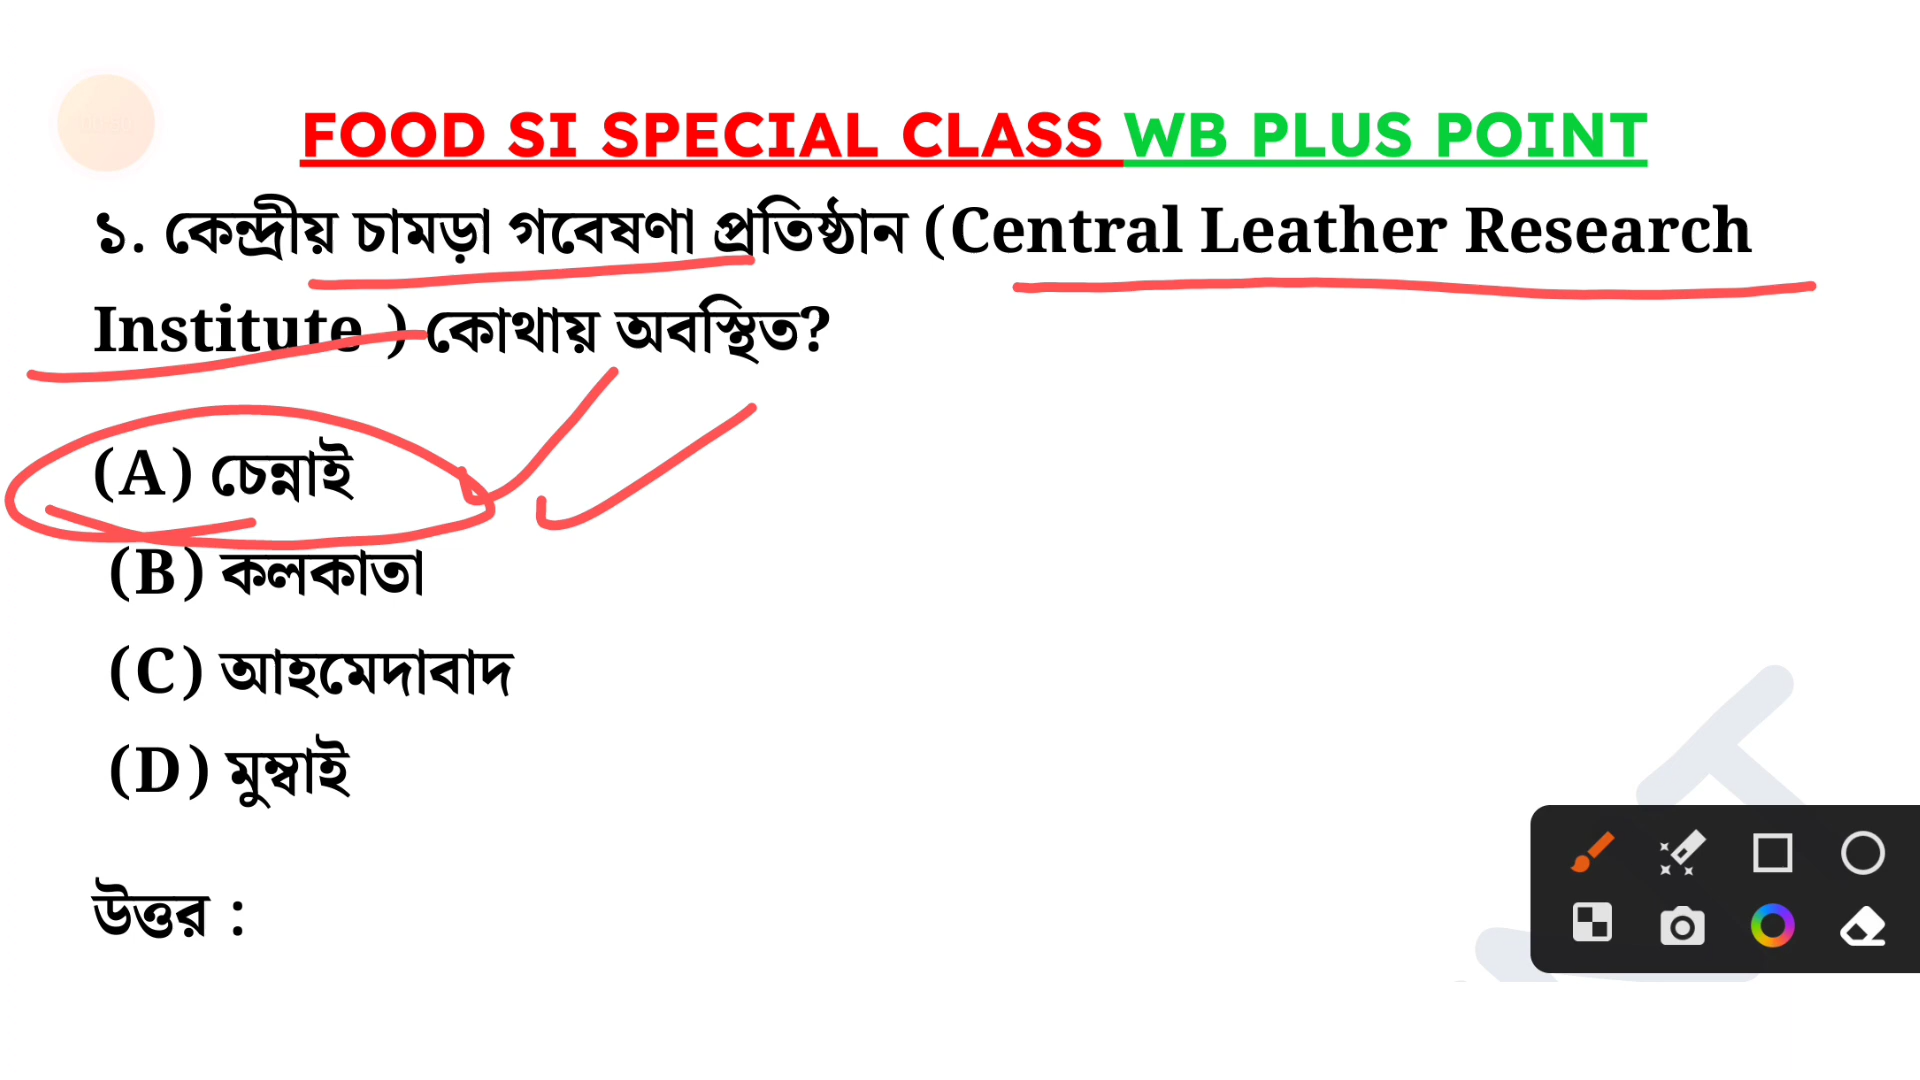 FOOD SI SPECIAL CLASS WB PLUS POINT
১. কেন্দ্রীয় চামড়া গবেষণা প্রতিষ্ঠান (Central Leather Research
Institute ) কোথায় অবস্থিত?
(A) চেন্নাই
(B) কলকাতা
(C) আহমেদাবাদ
(D) মুম্বাই
উত্তর :